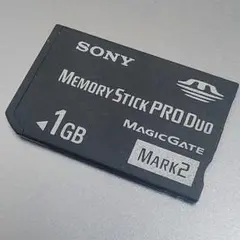 SONY
MEMORY STICK PRO DUO
◀1GB
MAGICGATE
MARK2